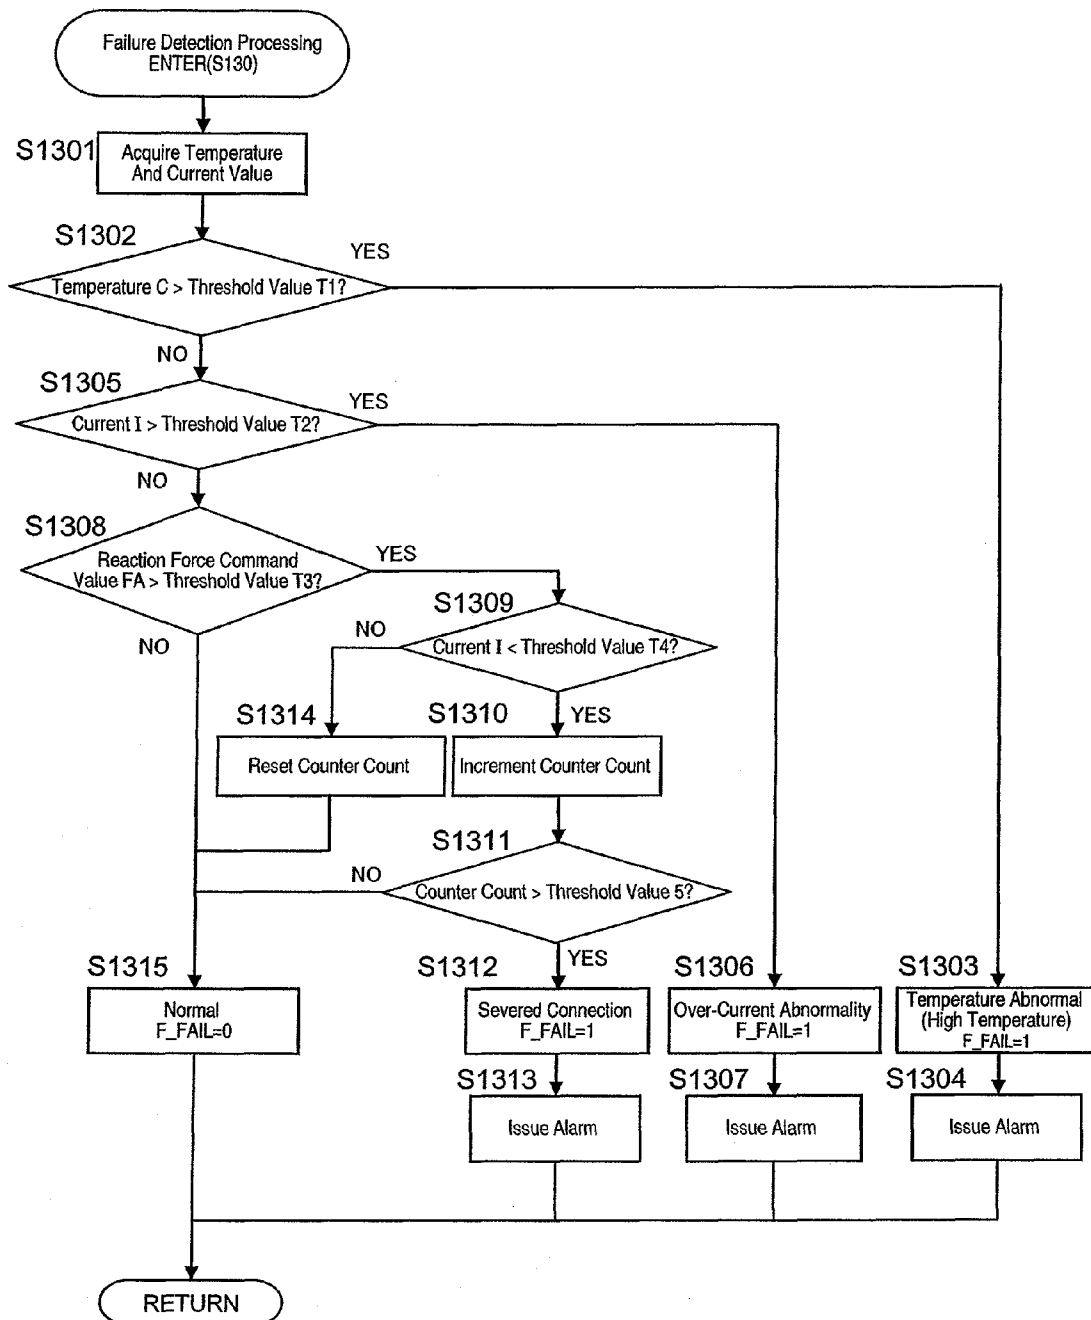 Failure Detection Processing
ENTER(S130)
S1301
Acquire Temperature
And Current Value
S1302
YES
Temperature C > Threshold Value T1?
NO
S1305
YES
Current I > Threshold Value T2?
NO
S1308
YES
Reaction Force Command
Value FA > Threshold Value T3?
NO
S1309
NO
Current I < Threshold Value T4?
YES
S1314
S1310
Reset Counter Count
Increment Counter Count
S1311
NO
Counter Count > Threshold Value 5?
YES
S1315
Normal
F_FAIL=0
S1312
Severed Connection
F_FAIL=1
S1306
Over-Current Abnormality
F_FAIL=1
S1303
Temperature Abnormal
(High Temperature)
F_FAIL=1
S1313
Issue Alarm
S1307
Issue Alarm
S1304
Issue Alarm
RETURN